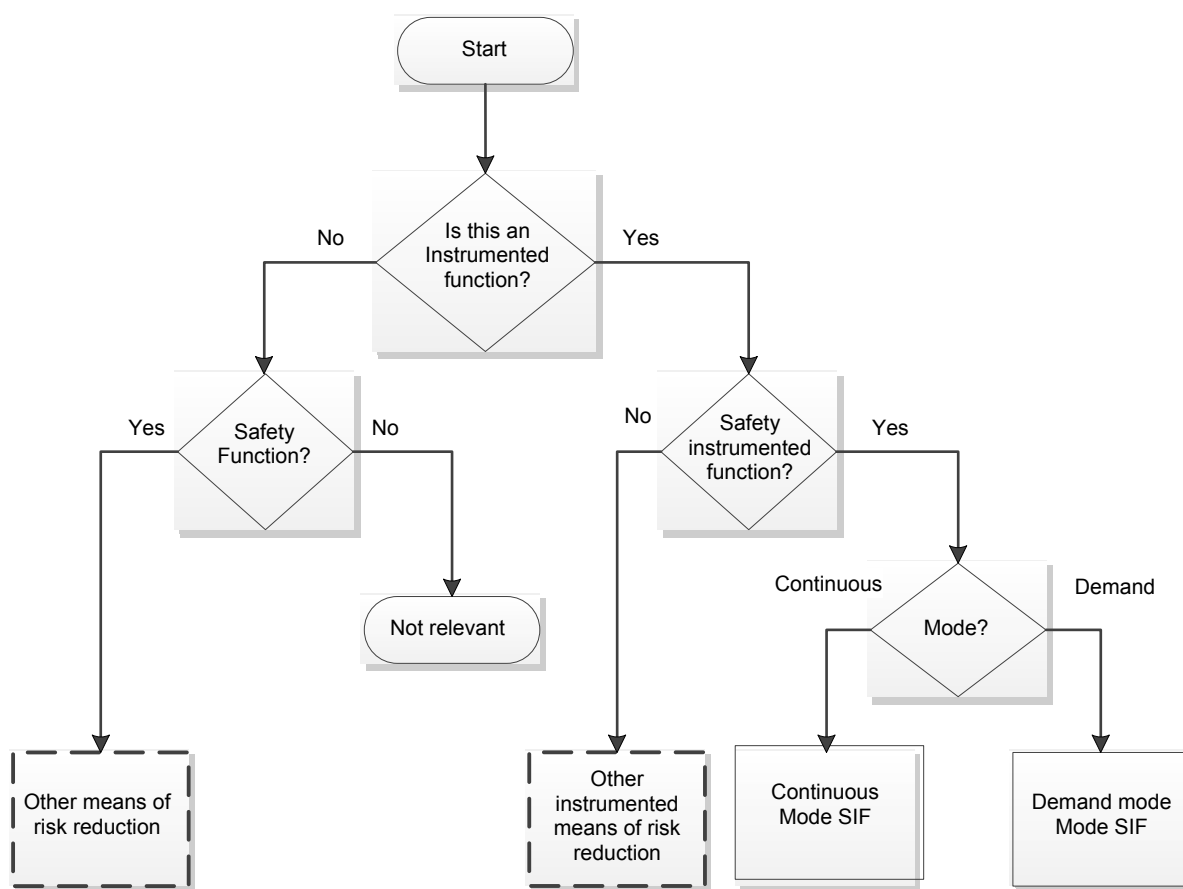 Start
Is this an
Instrumented
function?
No
Yes
Safety
Function?
Yes
No
Safety
instrumented
function?
No
Yes
Not relevant
Mode?
Continuous
Demand
Other means of
risk reduction
Other
instrumented
means of risk
reduction
Continuous
Mode SIF
Demand mode
Mode SIF